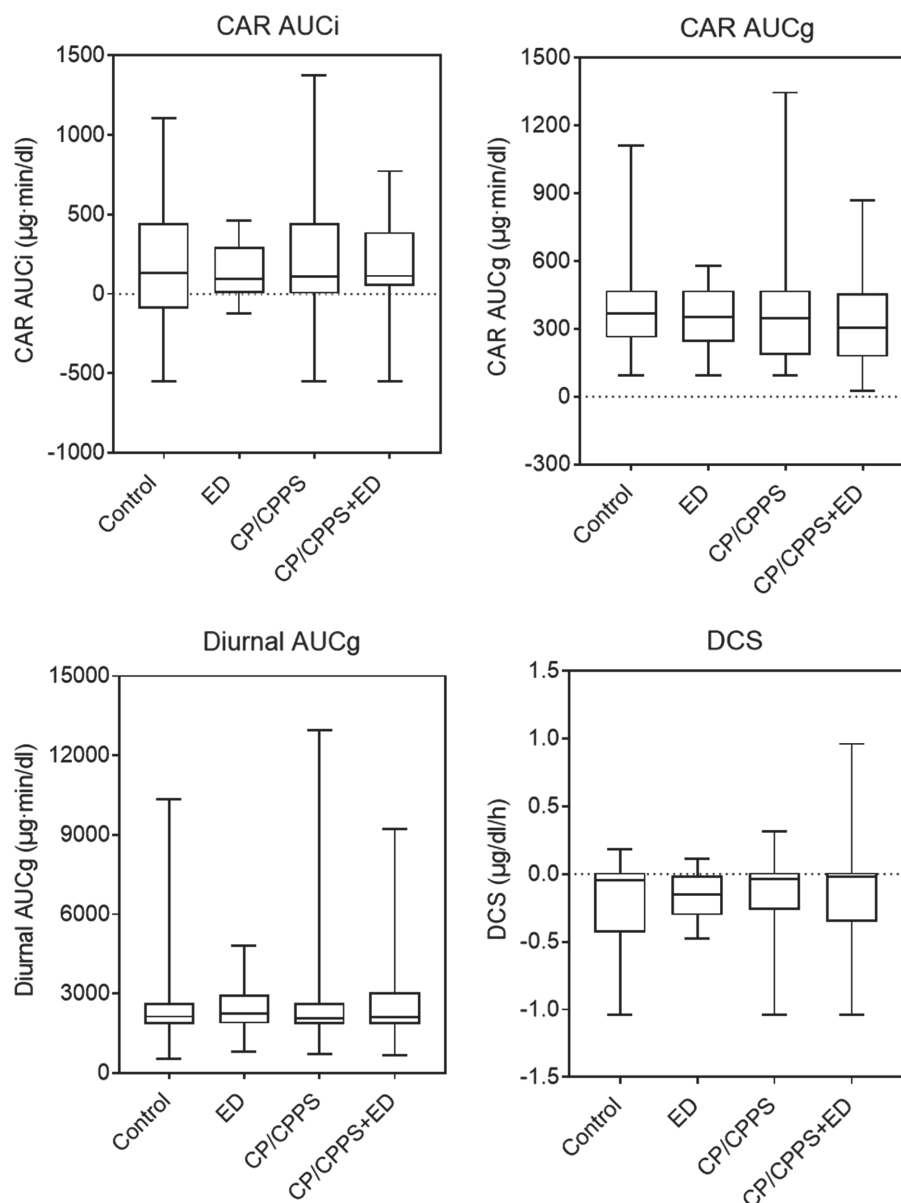 CAR AUCi
CAR AUCi (µg·min/dl)
1500
1000
500
0
-500
-1000
Control
ED
CP/CPPS
CP/CPPS+ED
CAR AUCg
CAR AUCg (µg·min/dl)
1500
1200
900
600
300
0
-300
Control
ED
CP/CPPS
CP/CPPS+ED
Diurnal AUCg
Diurnal AUCg (µg·min/dl)
15000
12000
9000
6000
3000
0
Control
ED
CP/CPPS
CP/CPPS+ED
DCS
DCS (µg/dl/h)
1.5
1.0
0.5
0.0
-0.5
-1.0
-1.5
Control
ED
CP/CPPS
CP/CPPS+ED